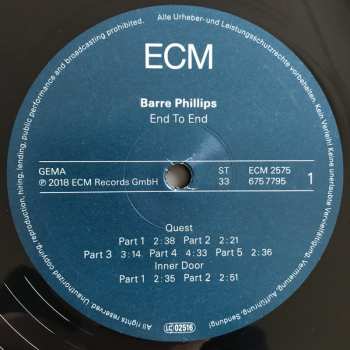 Alle Urheber- und Leistungsschutzrechte vorbehalten. Kein Verleih! Keine unerlaubte Vervielfältigung, Vermietung, Aufführung, Sendung!
All rights reserved. Unauthorized copying, reproduction, hiring, lending, public performance and broadcasting prohibited.
ECM
Barre Phillips
End To End
GEMA ST ECM 2575
℗ 2018 ECM Records GmbH 33 675 7795 1
Quest
Part 1 2:38 Part 2 2:21
Part 3 3:14 Part 4 4:33 Part 5 2:36
Inner Door
Part 1 2:35 Part 2 2:51
LC 02516